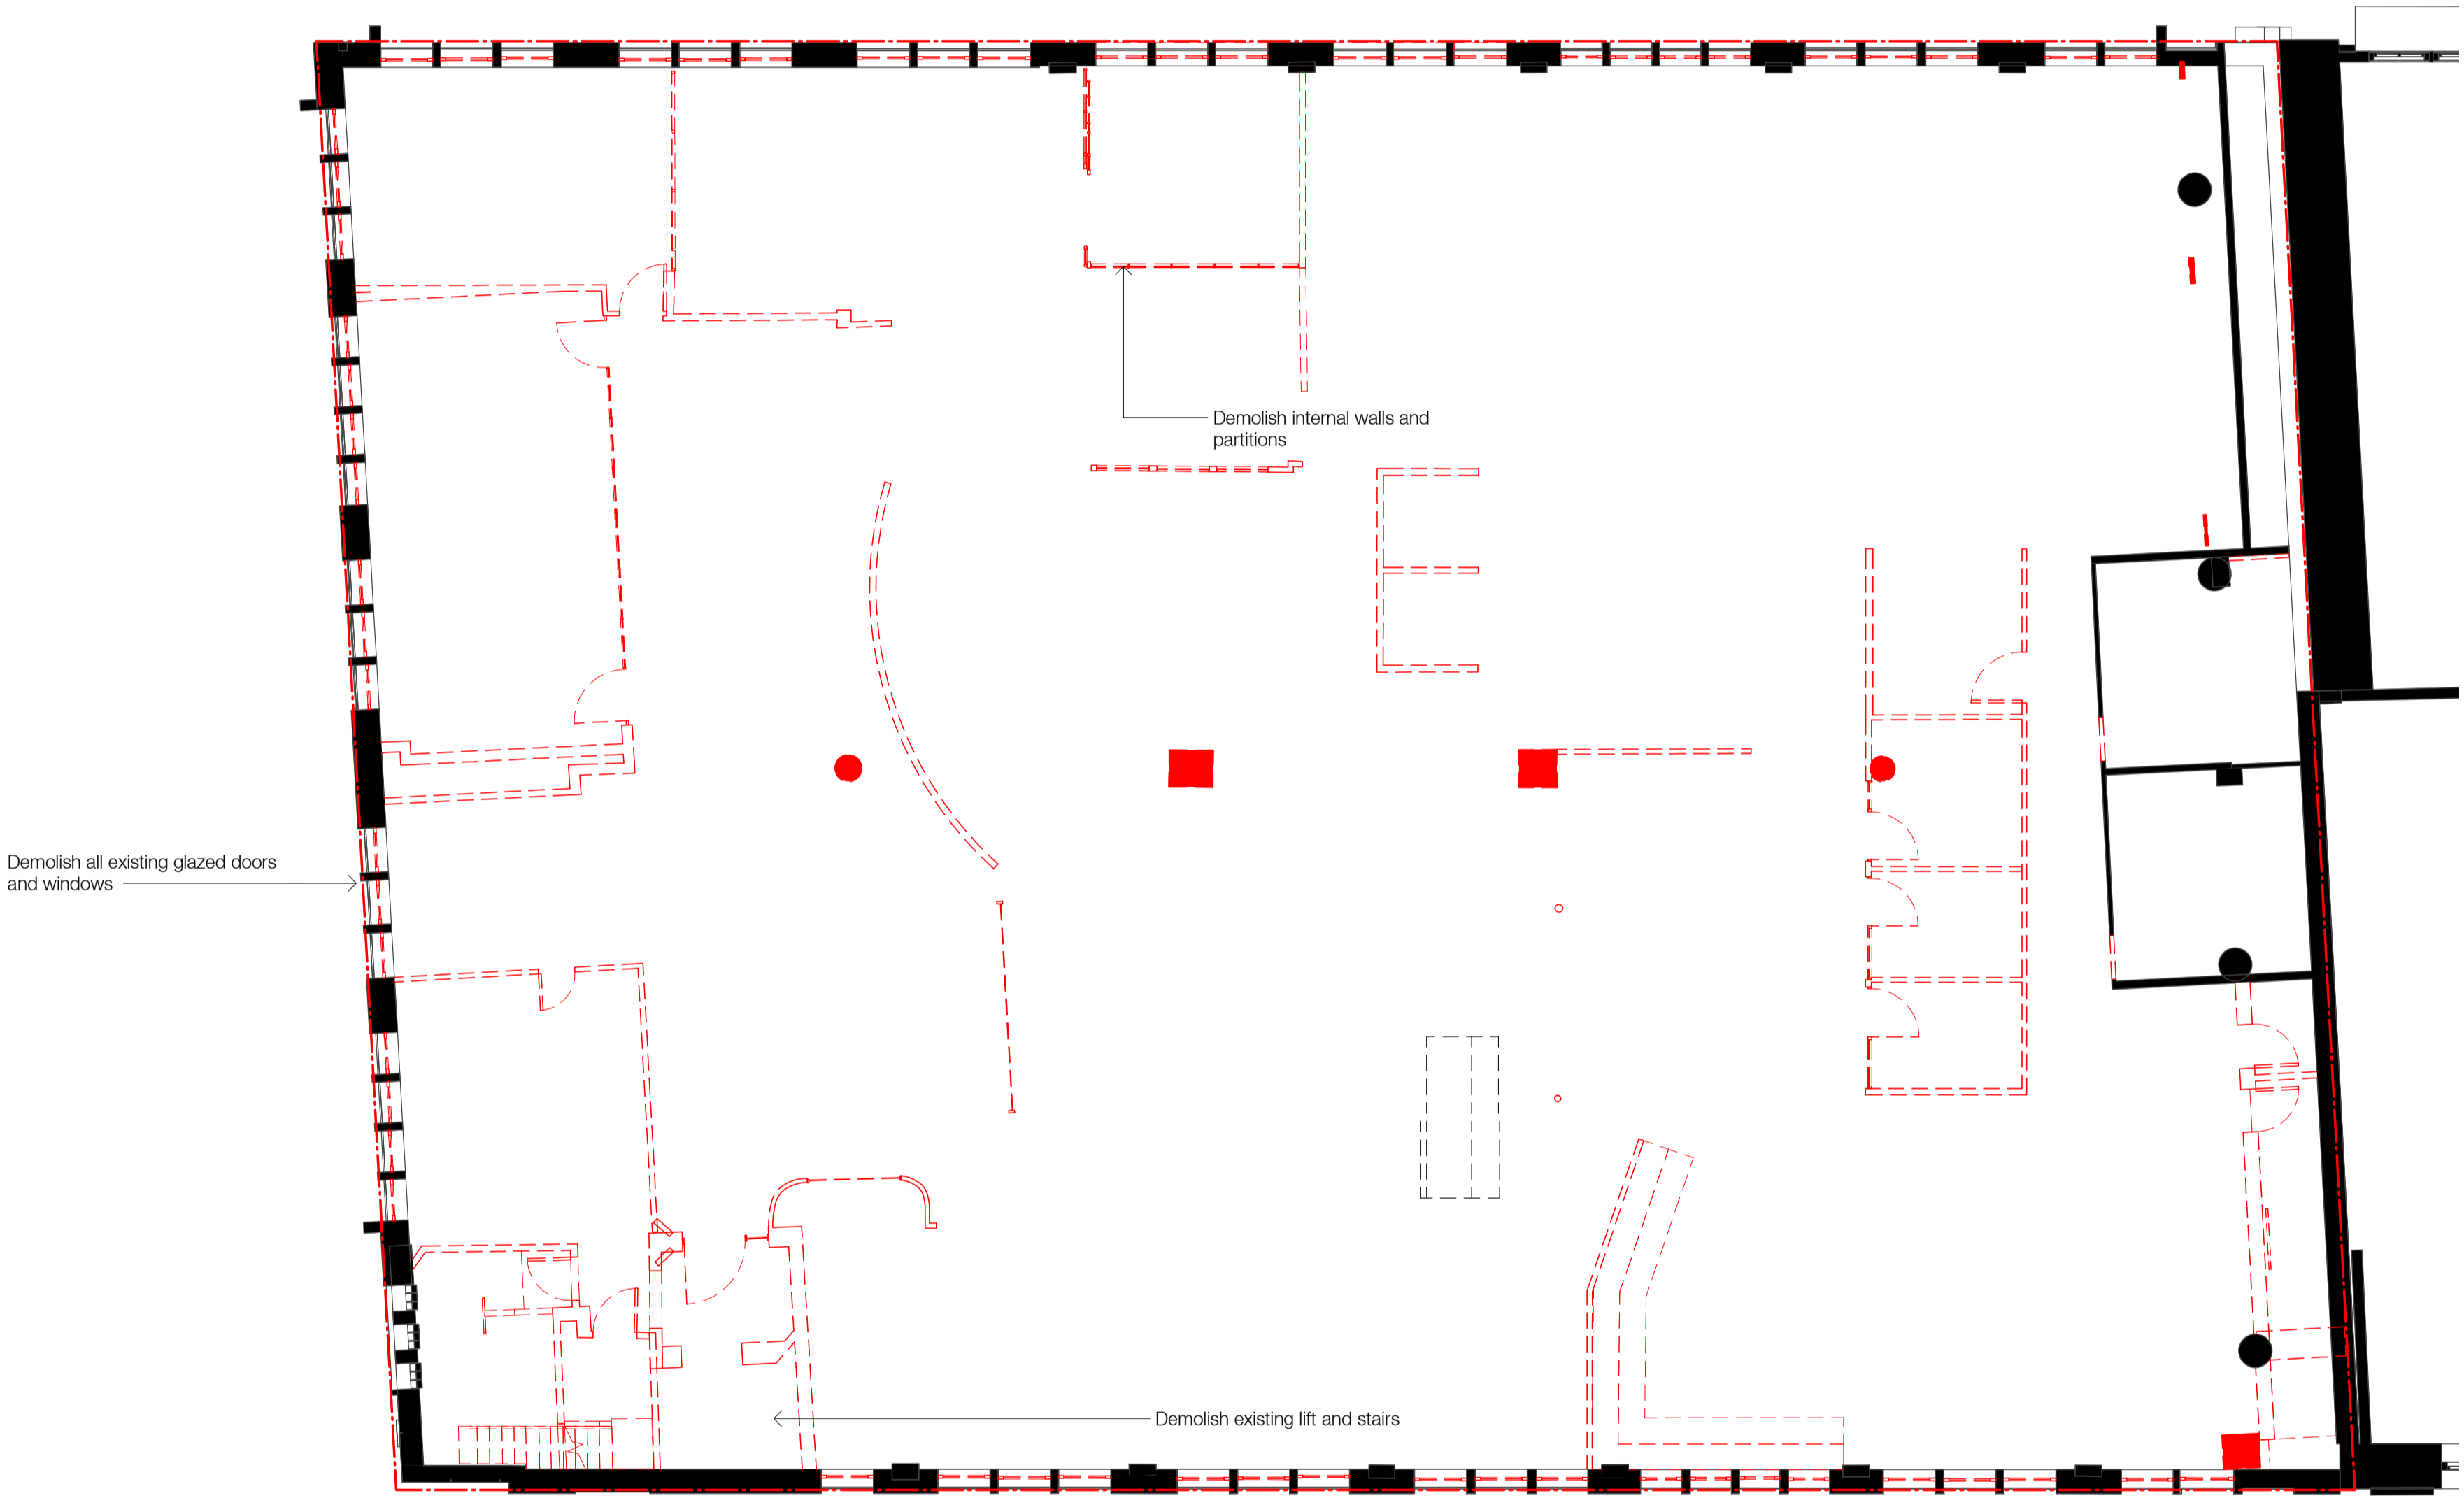 Demolish internal walls and
partitions
Demolish all existing glazed doors
and windows
Demolish existing lift and stairs